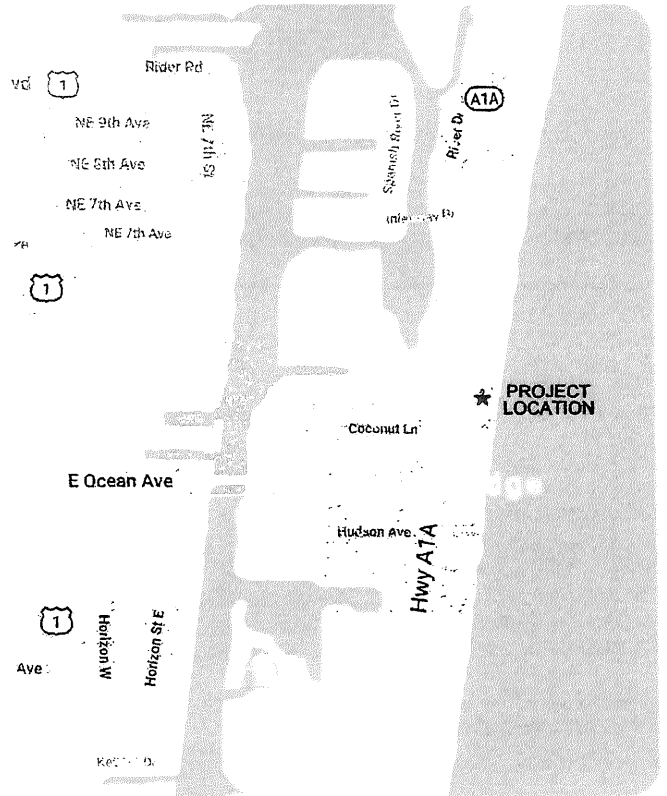 Rider Rd
1
A1A
NE 9th Ave
NE 7th St
Spanish River Dr
River Dr
NE 8th Ave
NE 7th Ave
NE 7th Ave
1
PROJECT
LOCATION
Coconut Ln
E Ocean Ave
Hudson Ave
Hwy A1A
1
Horizon W
Horizon St E
Ave